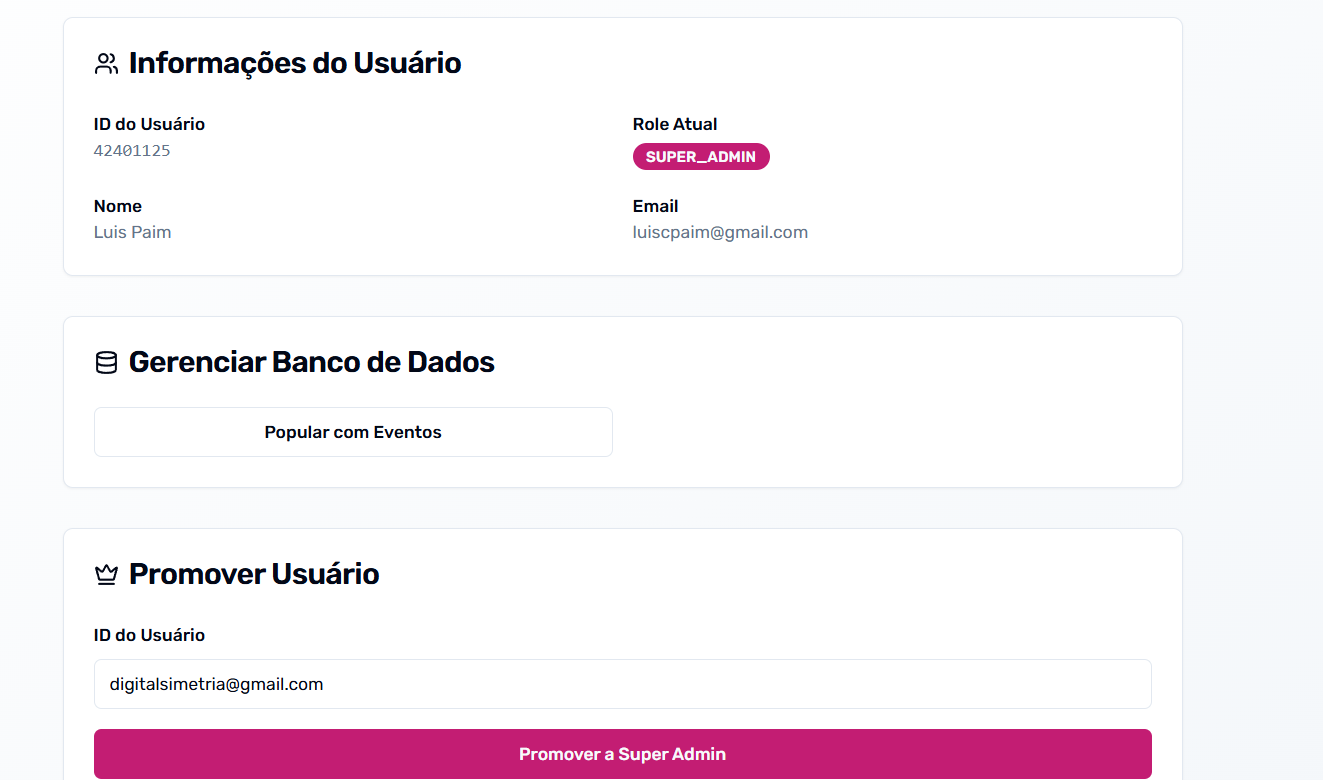 Informações do Usuário
ID do Usuário
42401125
Role Atual
SUPER_ADMIN
Nome
Luis Paim
Email
luiscpaim@gmail.com
Gerenciar Banco de Dados
Popular com Eventos
Promover Usuário
ID do Usuário
digitalsimetria@gmail.com
Promover a Super Admin